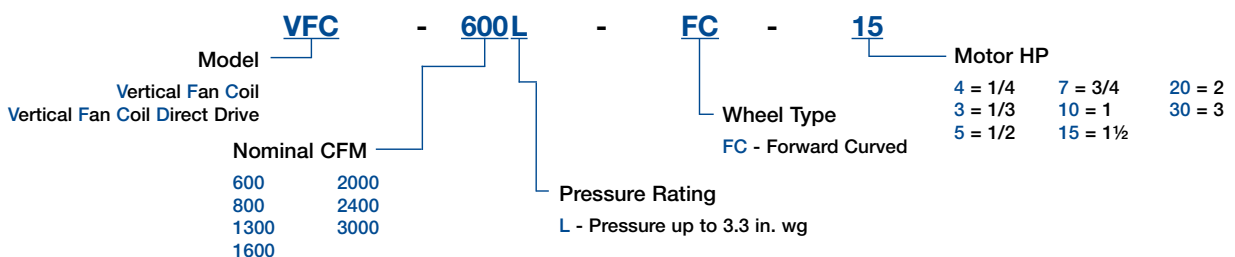 VFC - 600L - FC - 15
Model
Vertical Fan Coil
Vertical Fan Coil Direct Drive
Nominal CFM
600 2000
800 2400
1300 3000
1600
Pressure Rating
L - Pressure up to 3.3 in. wg
Wheel Type
FC - Forward Curved
Motor HP
4 = 1/4 7 = 3/4 20 = 2
3 = 1/3 10 = 1 30 = 3
5 = 1/2 15 = 1½